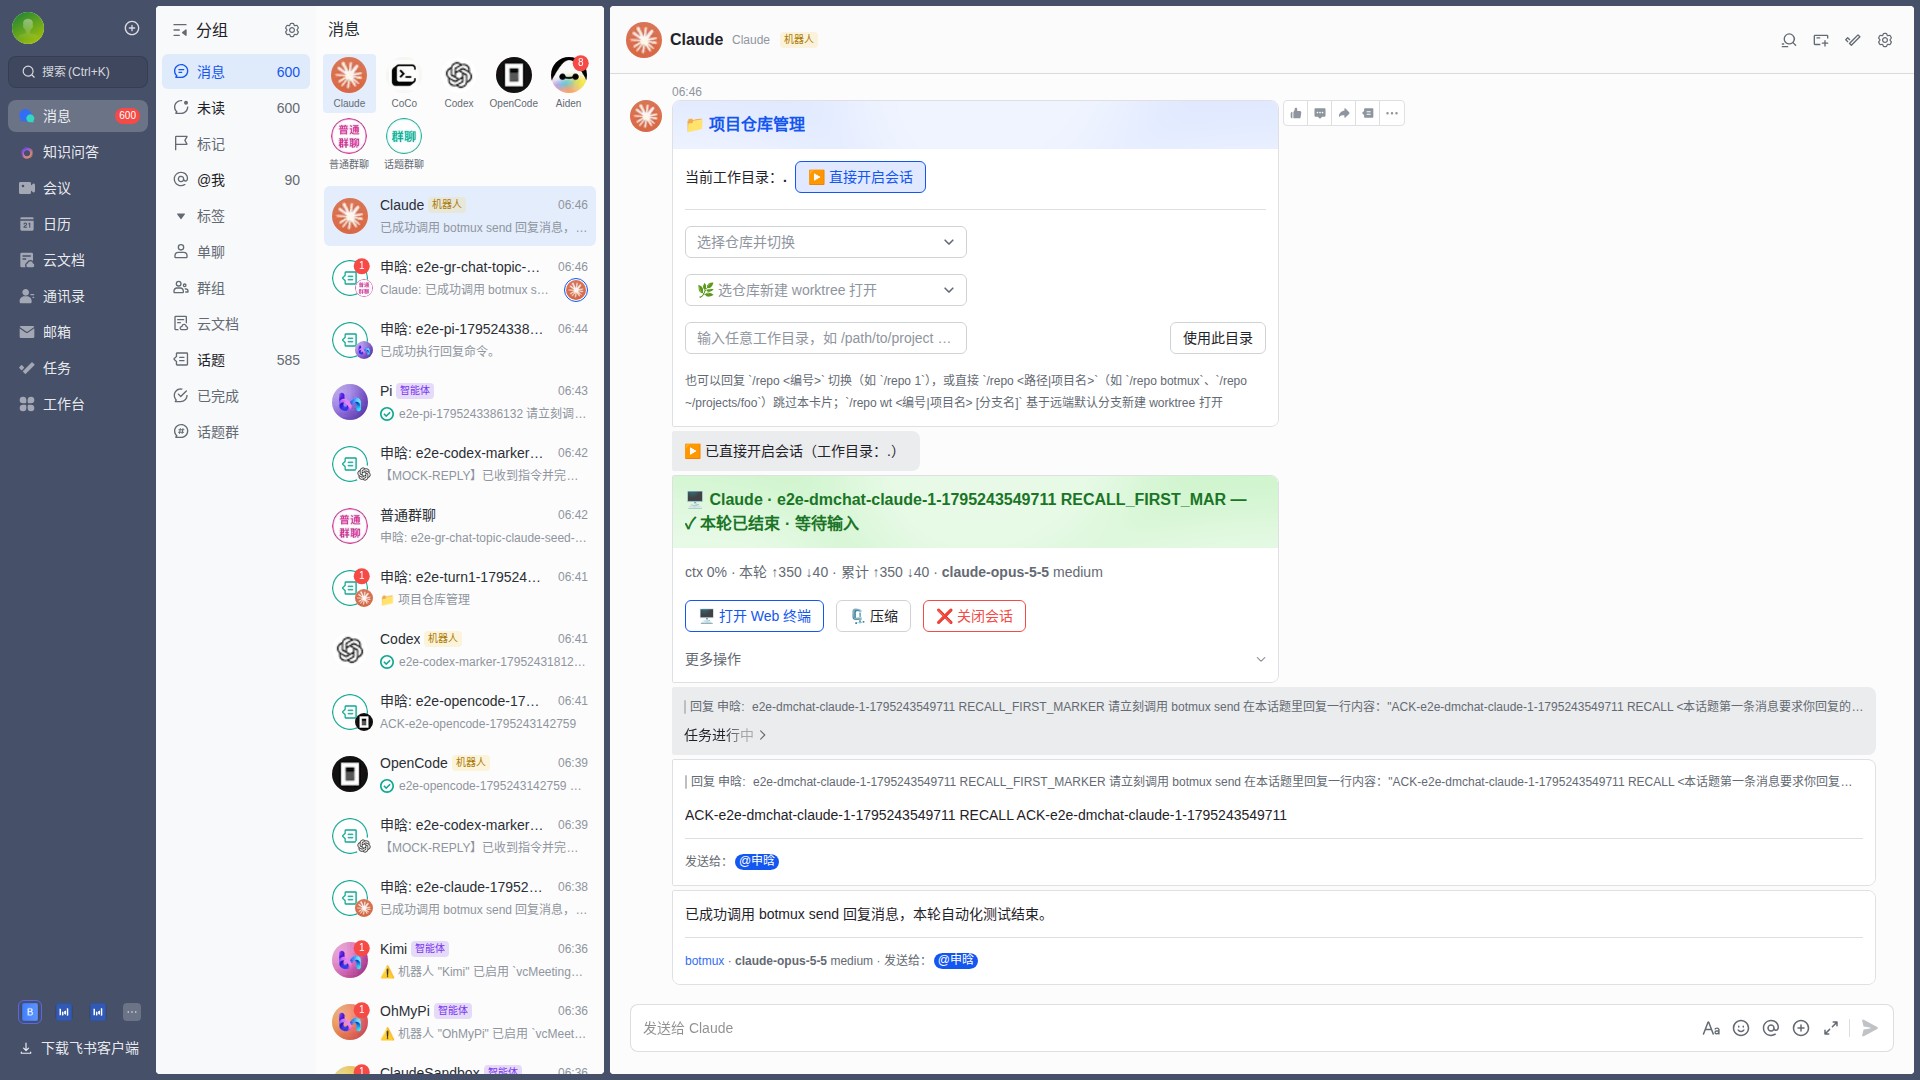 搜索 (Ctrl+K)
消息 600
知识问答
会议
日历
云文档
通讯录
邮箱
任务
工作台
下载飞书客户端
分组
消息 600
未读 600
标记
@我 90
标签
单聊
群组
云文档
话题 585
已完成
话题群
消息
Claude
CoCo
Codex
OpenCode
8
Aiden
普通群聊
普通群聊
群聊
话题群聊
Claude 机器人 06:46
已成功调用 botmux send 回复消息，…
1
申晗: e2e-gr-chat-topic-… 06:46
Claude: 已成功调用 botmux s…
申晗: e2e-pi-179524338… 06:44
已成功执行回复命令。
Pi 智能体 06:43
e2e-pi-1795243386132 请立刻调…
申晗: e2e-codex-marker… 06:42
【MOCK-REPLY】已收到指令并完…
普通群聊
普通群聊 06:42
申晗: e2e-gr-chat-topic-claude-seed-…
1
申晗: e2e-turn1-179524… 06:41
📁 项目仓库管理
Codex 机器人 06:41
e2e-codex-marker-17952431812…
申晗: e2e-opencode-17… 06:41
ACK-e2e-opencode-1795243142759
OpenCode 机器人 06:39
e2e-opencode-1795243142759 …
申晗: e2e-codex-marker… 06:39
【MOCK-REPLY】已收到指令并完…
申晗: e2e-claude-17952… 06:38
已成功调用 botmux send 回复消息，…
1
Kimi 智能体 06:36
⚠️ 机器人 "Kimi" 已启用 `vcMeeting…
1
OhMyPi 智能体 06:36
⚠️ 机器人 "OhMyPi" 已启用 `vcMeet…
1
ClaudeSandbox 智能体 06:36
Claude Claude 机器人
06:46
📁 项目仓库管理
当前工作目录：. ▶️ 直接开启会话
选择仓库并切换
🌿 选仓库新建 worktree 打开
输入任意工作目录，如 /path/to/project … 使用此目录
也可以回复 `/repo <编号>` 切换（如 `/repo 1`），或直接 `/repo <路径|项目名>`（如 `/repo botmux`、`/repo
~/projects/foo`）跳过本卡片；`/repo wt <编号|项目名> [分支名]` 基于远端默认分支新建 worktree 打开
▶️ 已直接开启会话（工作目录：.）
🖥️ Claude · e2e-dmchat-claude-1-1795243549711 RECALL_FIRST_MAR —
✓ 本轮已结束 · 等待输入
ctx 0% · 本轮 ↑350 ↓40 · 累计 ↑350 ↓40 · claude-opus-5-5 medium
🖥️ 打开 Web 终端 🗜️ 压缩 ❌ 关闭会话
更多操作
回复 申晗： e2e-dmchat-claude-1-1795243549711 RECALL_FIRST_MARKER 请立刻调用 botmux send 在本话题里回复一行内容："ACK-e2e-dmchat-claude-1-1795243549711 RECALL <本话题第一条消息要求你回复的…
任务进行中
回复 申晗： e2e-dmchat-claude-1-1795243549711 RECALL_FIRST_MARKER 请立刻调用 botmux send 在本话题里回复一行内容："ACK-e2e-dmchat-claude-1-1795243549711 RECALL <本话题第一条消息要求你回复…
ACK-e2e-dmchat-claude-1-1795243549711 RECALL ACK-e2e-dmchat-claude-1-1795243549711
发送给： @申晗
已成功调用 botmux send 回复消息，本轮自动化测试结束。
botmux · claude-opus-5-5 medium · 发送给： @申晗
发送给 Claude